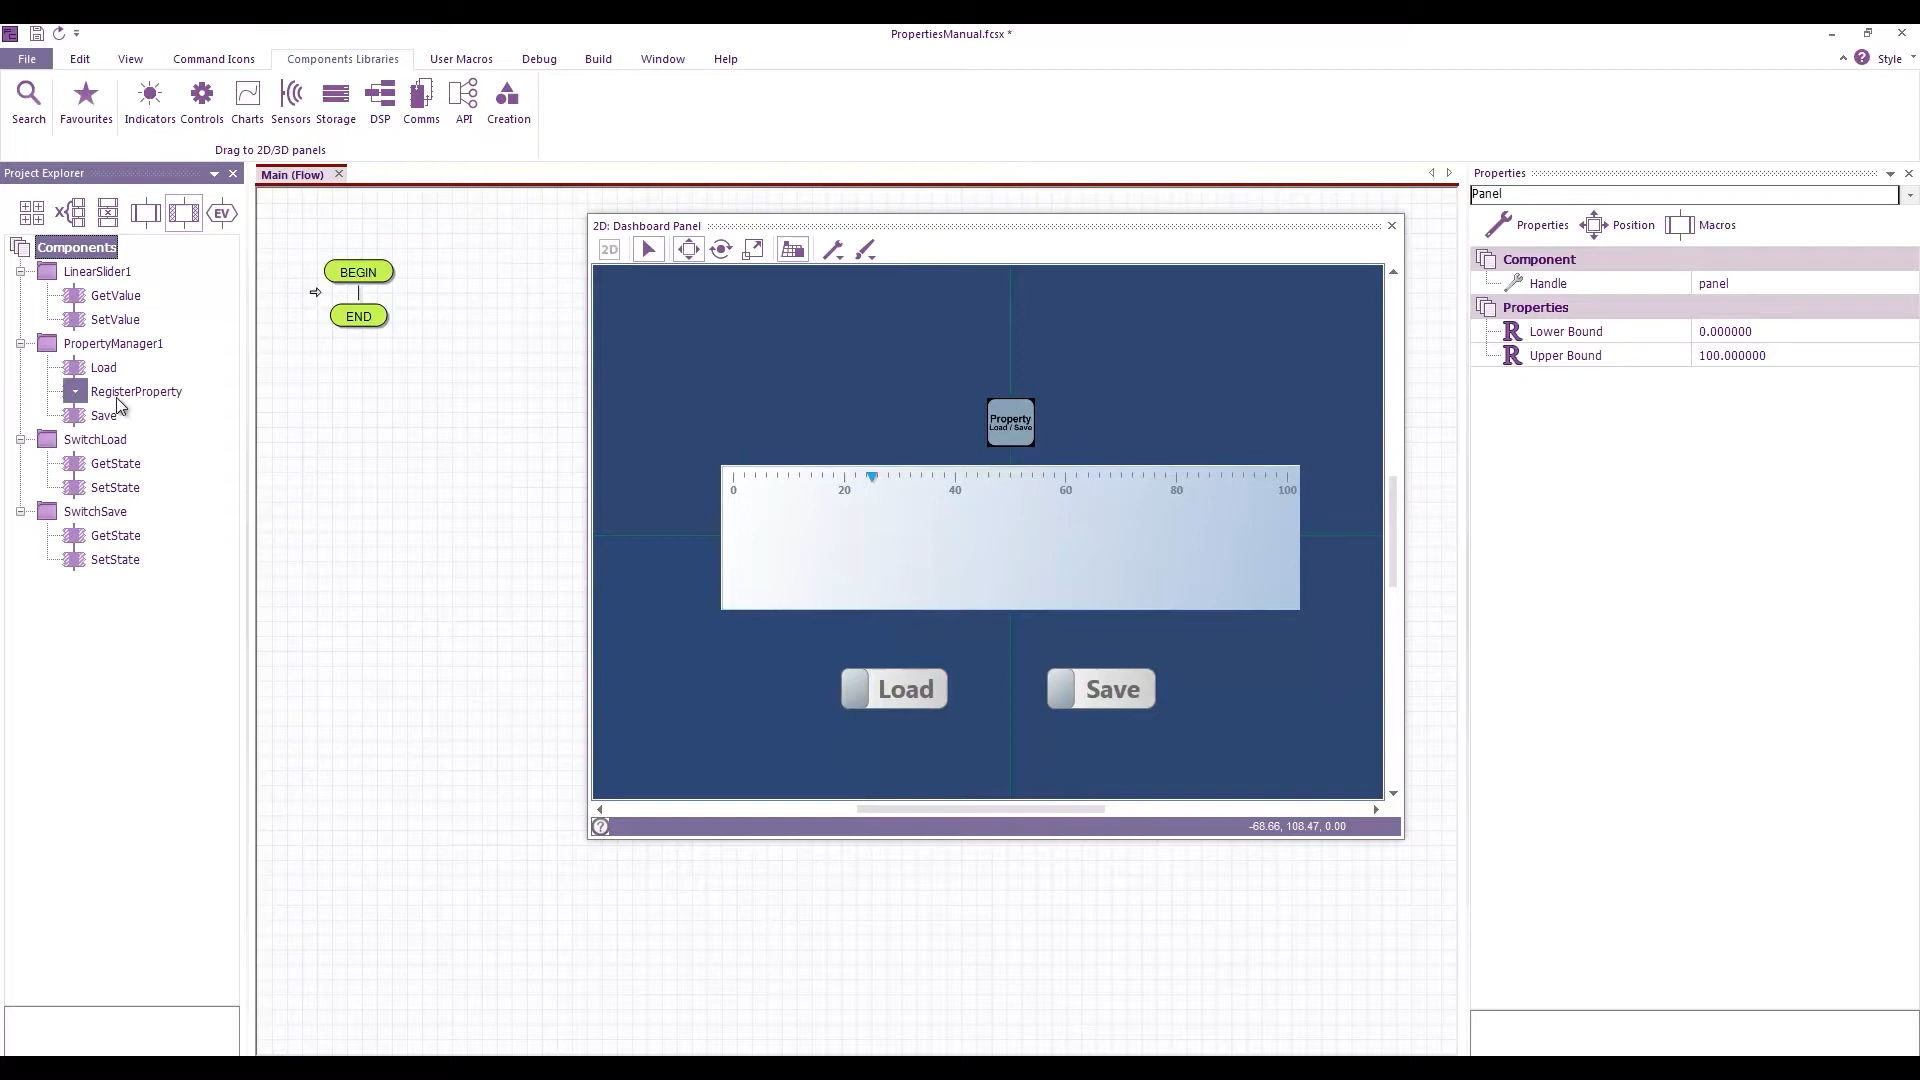 PropertiesManual.fcsx *
File Edit View Command Icons Components Libraries User Macros Debug Build Window Help Style
Search Favourites Indicators Controls Charts Sensors Storage DSP Comms API Creation
Drag to 2D/3D panels
Project Explorer
EV
Components
LinearSlider1
GetValue
SetValue
PropertyManager1
Load
RegisterProperty
Save
SwitchLoad
GetState
SetState
SwitchSave
GetState
SetState
Main (Flow)
BEGIN
END
2D: Dashboard Panel
2D
Property
Load / Save
0 20 40 60 80 100
Load Save
-68.66, 108.47, 0.00
Properties
Panel
Properties Position Macros
Component
Handle panel
Properties
R Lower Bound 0.000000
R Upper Bound 100.000000